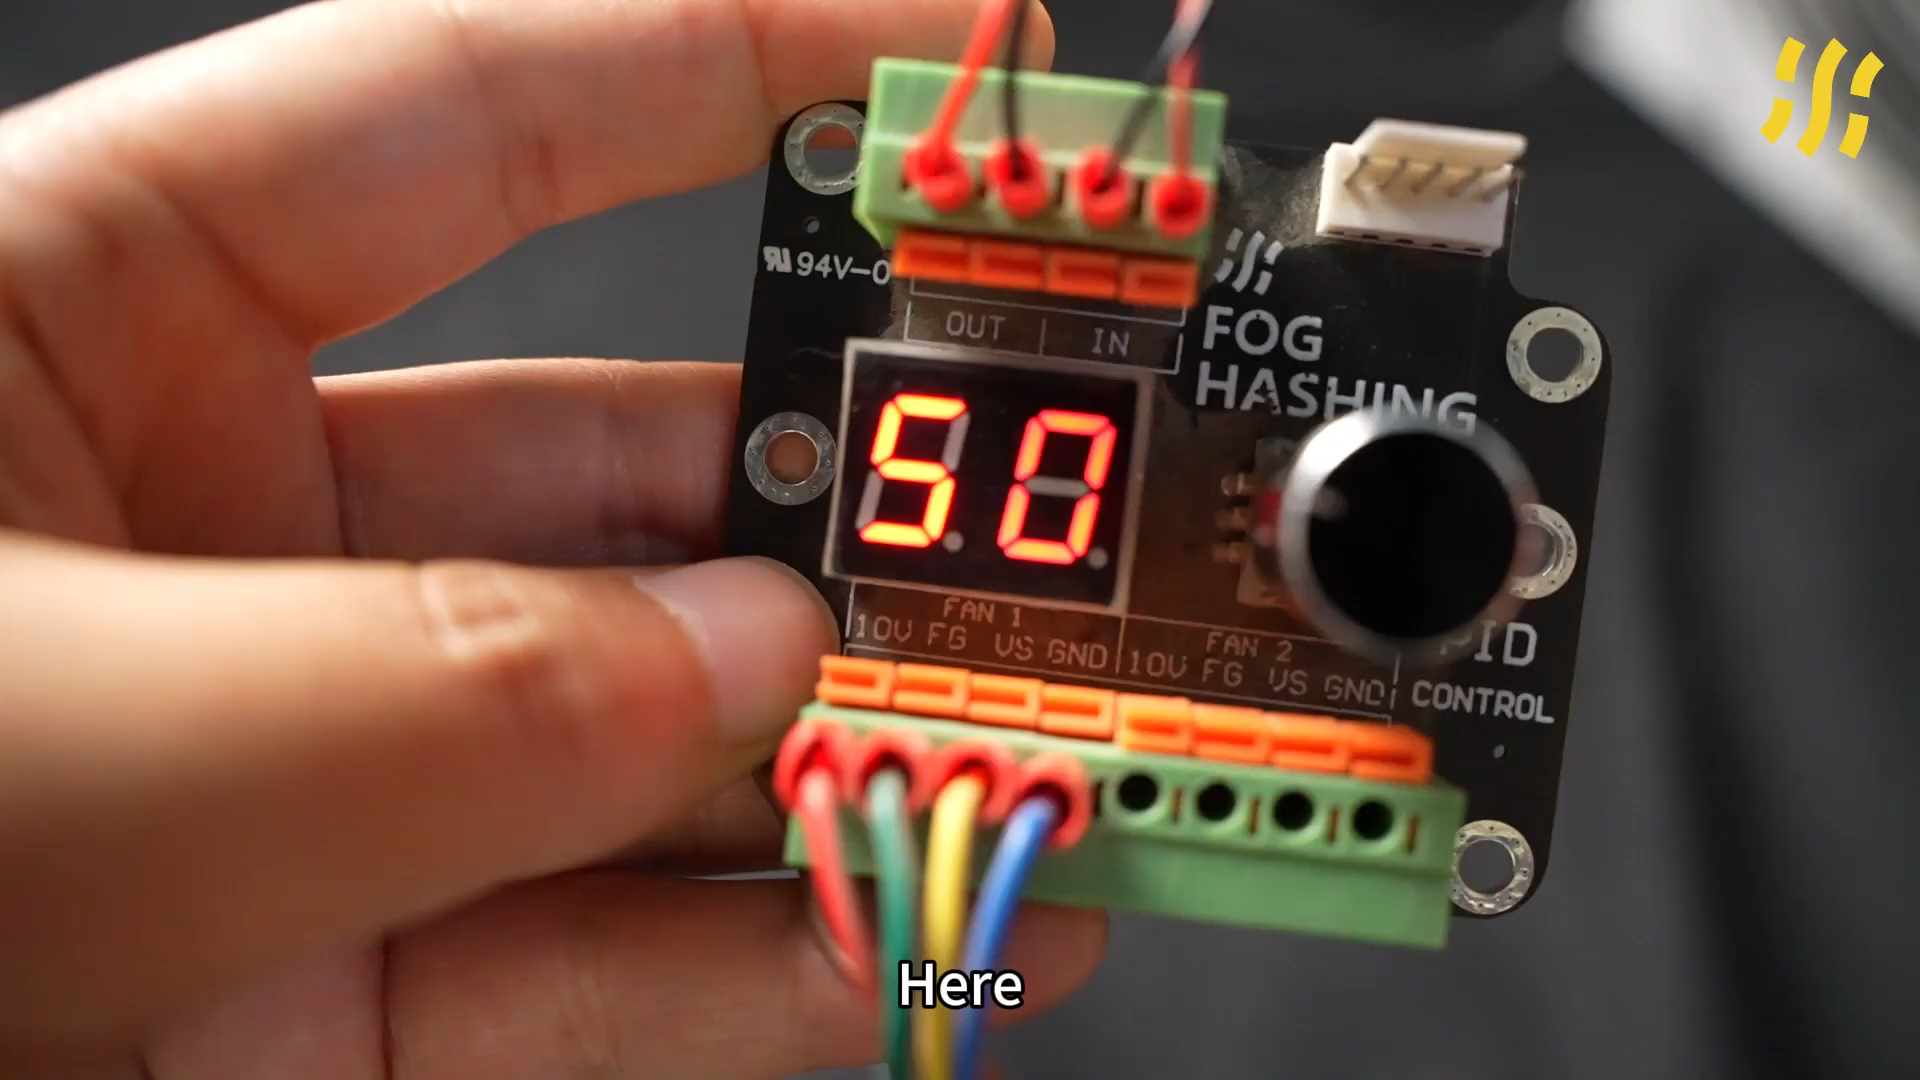 94V-0
OUT IN
FOG
HASHING
50
FAN 1
10V FG VS GND
FAN 2
10V FG VS GND
PID
CONTROL
Here